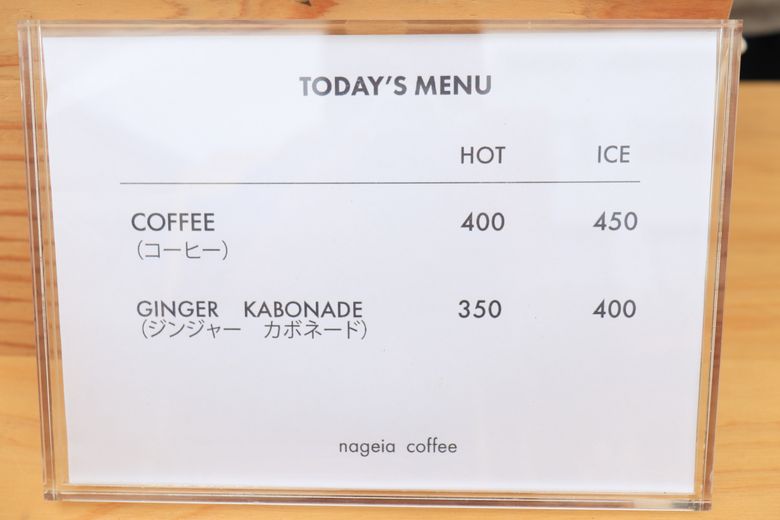 TODAY'S MENU
HOT ICE
COFFEE 400 450
(コーヒー)
GINGER KABONADE 350 400
(ジンジャー カボネード)
nageia coffee